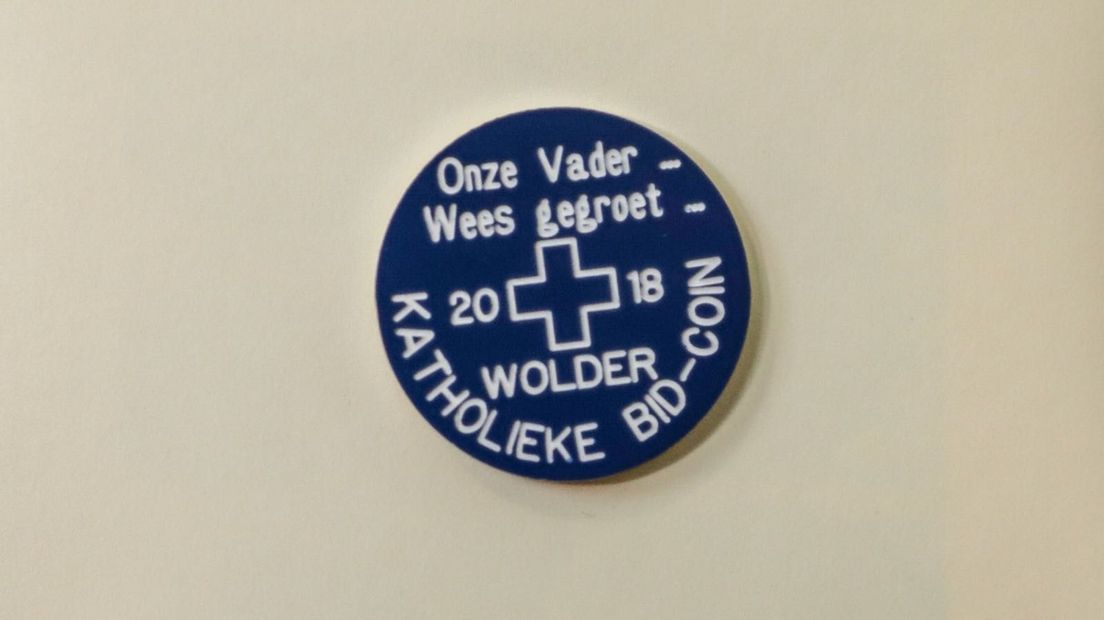 Onze Vader ...
Wees gegroet ...
20 18
WOLDER
KATHOLIEKE BID-COIN